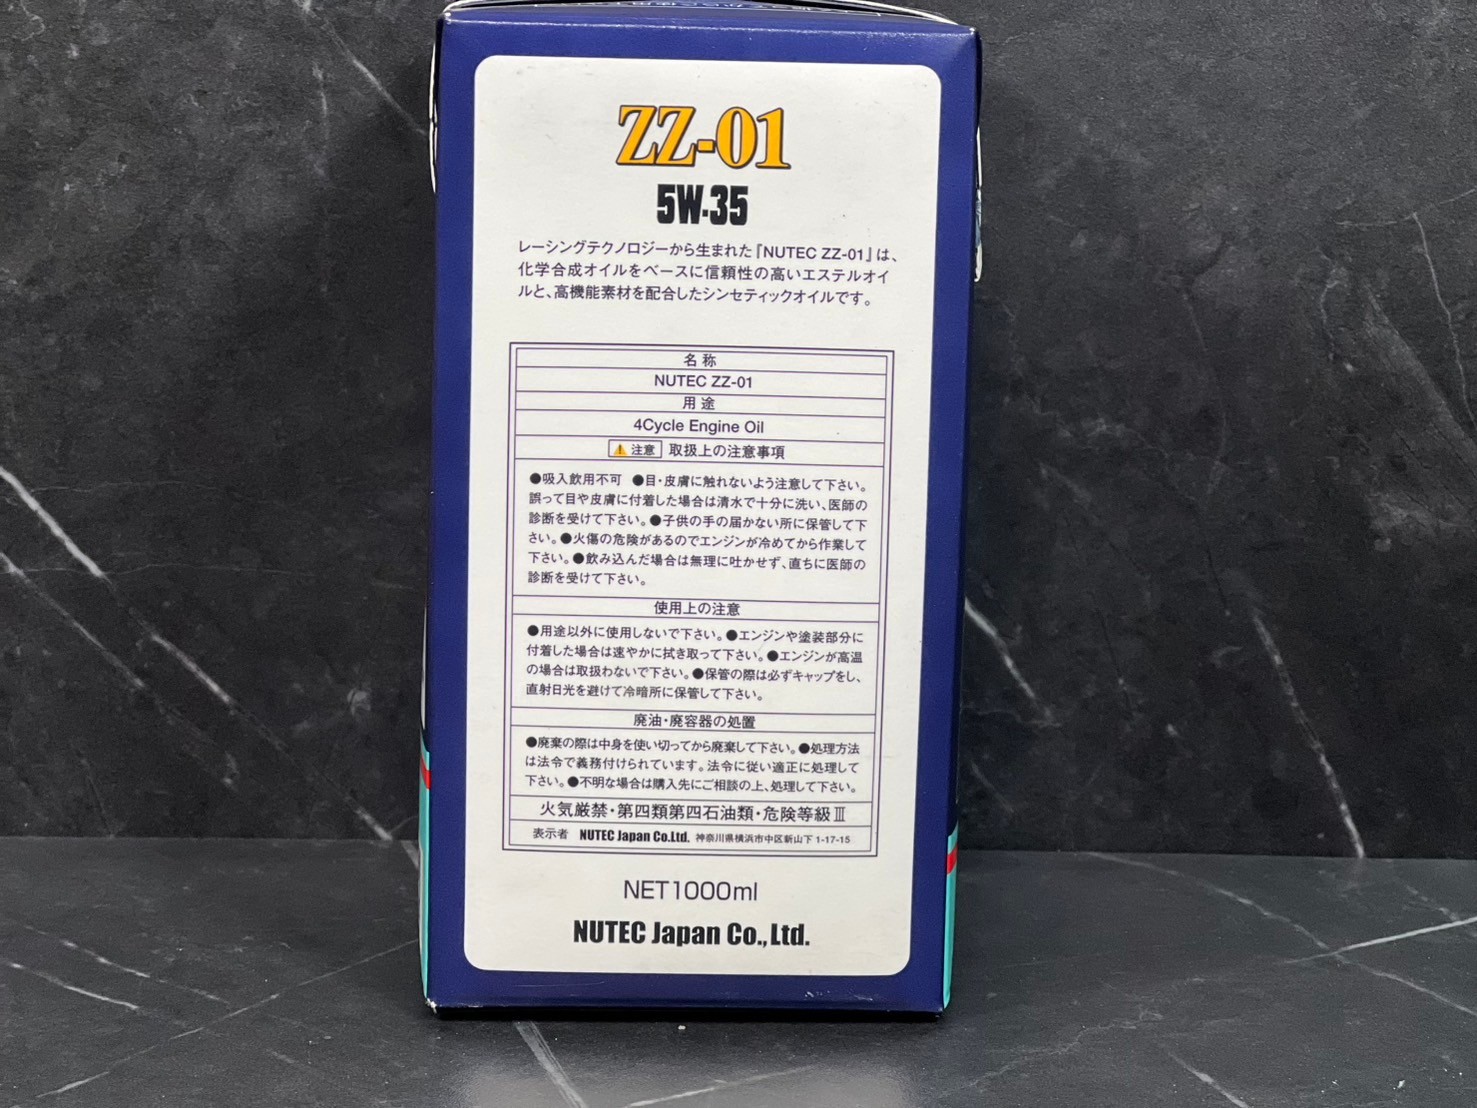 ZZ-01
5W-35
レーシングテクノロジーから生まれた『NUTEC ZZ-01』は、
化学合成オイルをベースに信頼性の高いエステルオイ
ルと、高機能素材を配合したシンセティックオイルです。
名称
NUTEC ZZ-01
用途
4Cycle Engine Oil
注意 取扱上の注意事項
●吸入飲用不可 ●目・皮膚に触れないよう注意して下さい。
誤って目や皮膚に付着した場合は清水で十分に洗い、医師の
診断を受けて下さい。●子供の手の届かない所に保管して下
さい。●火傷の危険があるのでエンジンが冷めてから作業して
下さい。●飲み込んだ場合は無理に吐かせず、直ちに医師の
診断を受けて下さい。
使用上の注意
●用途以外に使用しないで下さい。●エンジンや塗装部分に
付着した場合は速やかに拭き取って下さい。●エンジンが高温
の場合は取扱わないで下さい。●保管の際は必ずキャップをし、
直射日光を避けて冷暗所に保管して下さい。
廃油・廃容器の処置
●廃棄の際は中身を使い切ってから廃棄して下さい。●処理方法
は法令で義務付けられています。法令に従い適正に処理して
下さい。●不明な場合は購入先にご相談の上、処理して下さい。
火気厳禁・第四類第四石油類・危険等級Ⅲ
表示者 NUTEC Japan Co.Ltd. 神奈川県横浜市中区新山下 1-17-15
NET1000ml
NUTEC Japan Co., Ltd.